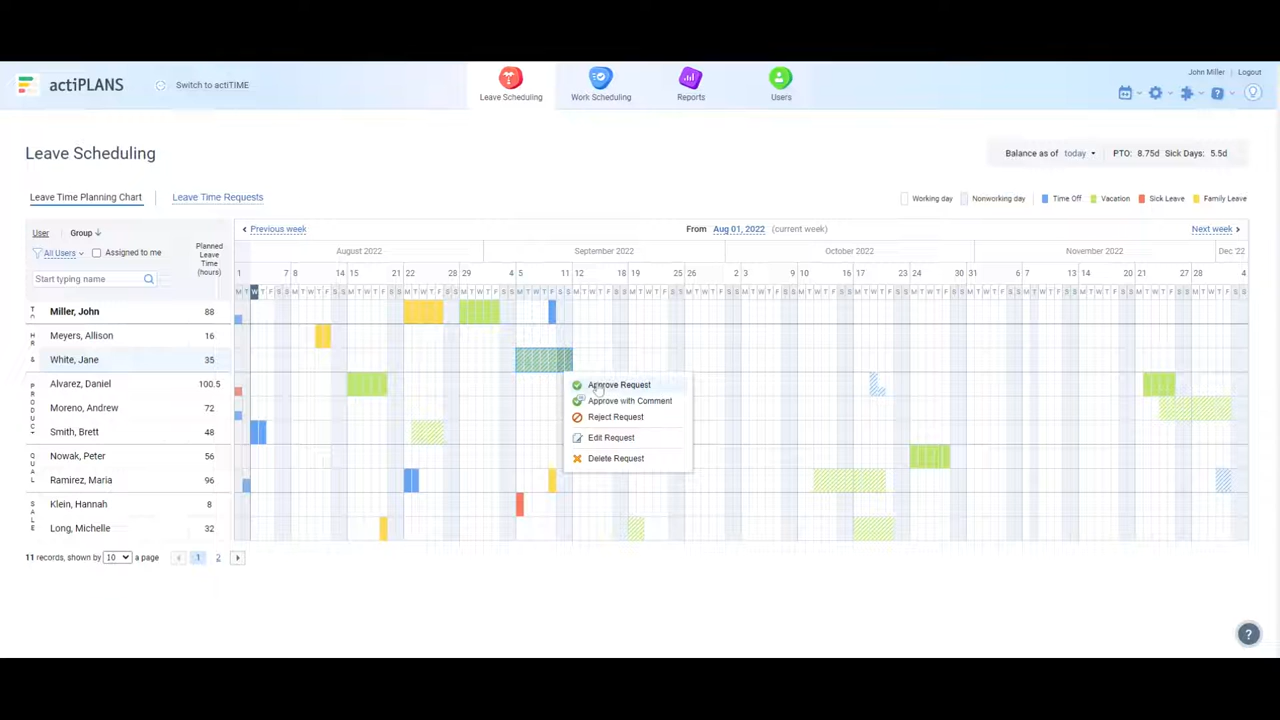 actiPLANS
Switch to actiTIME
Leave Scheduling
Work Scheduling
Reports
Users
John Miller
Logout
Leave Scheduling
Balance as of today
PTO: 8.75d Sick Days: 5.5d
Leave Time Planning Chart
Leave Time Requests
Working day
Nonworking day
Time Off
Vacation
Sick Leave
Family Leave
User
Group
All Users
Assigned to me
Start typing name
Planned
Leave
Time
(hours)
Previous week
From Aug 01, 2022 (current week)
Next week
August 2022
September 2022
October 2022
November 2022
Dec '22
1 7 8 14 15 21 22 28 29 4 5 11 12 18 19 25 26 2 3 9 10 16 17 23 24 30 31 6 7 13 14 20 21 27 28 4
M T W T F S S M T W T F S S M T W T F S S M T W T F S S M T W T F S S M T W T F S S M T W T F S S M T W T F S S M T W T F S S M T W T F S S M T W T F S S M T W T F S S M T W T F S S M T W T F S S M T W T F S S M T W T F S S M T W T F S S M T W T F S S
Miller, John 88
Meyers, Allison 16
White, Jane 35
Alvarez, Daniel 100.5
Moreno, Andrew 72
Smith, Brett 48
Nowak, Peter 56
Ramirez, Maria 96
Klein, Hannah 8
Long, Michelle 32
Approve Request
Approve with Comment
Reject Request
Edit Request
Delete Request
11 records, shown by 10 a page
1
2
?